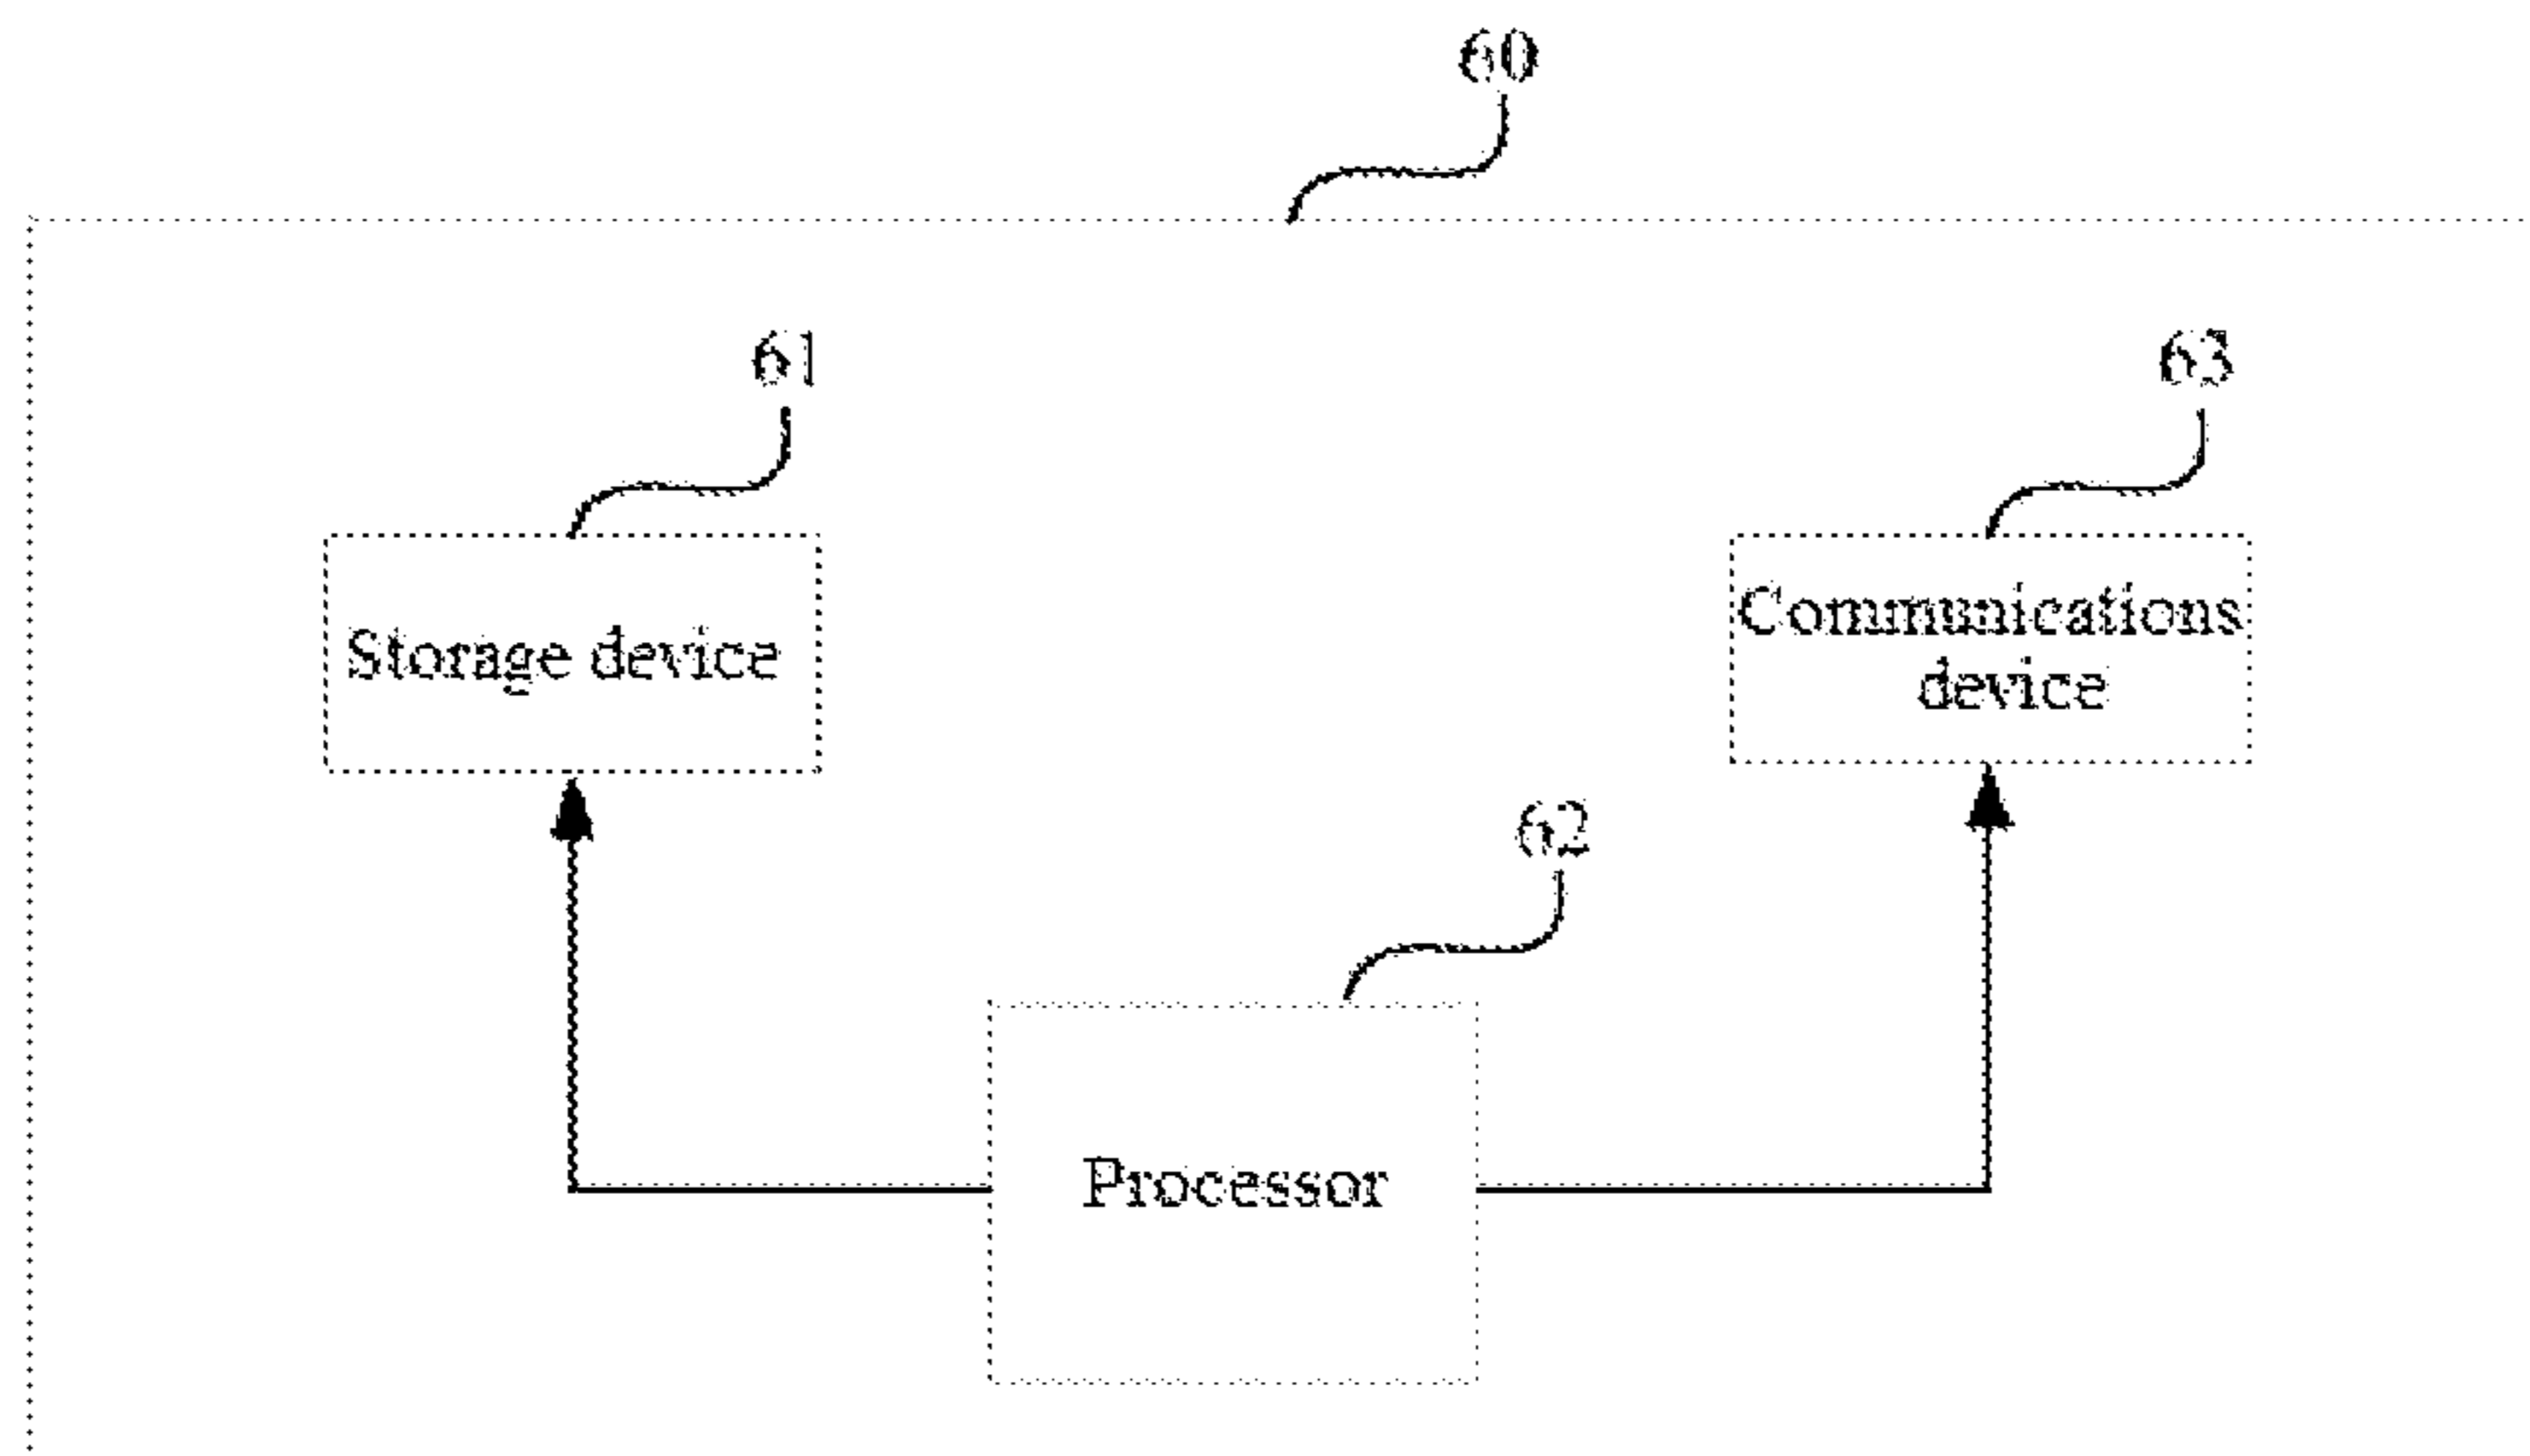 60
61
63
Storage device
Communications
device
62
Processor